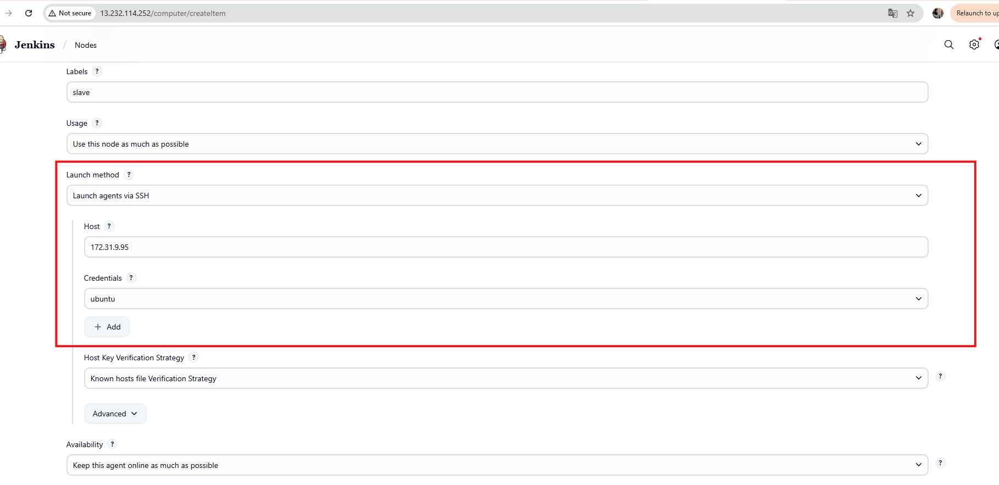 Not secure 13.232.114.252/computer/createItem Relaunch to up
Jenkins / Nodes
Labels ?
slave
Usage ?
Use this node as much as possible
Launch method ?
Launch agents via SSH
Host ?
172.31.9.95
Credentials ?
ubuntu
+ Add
Host Key Verification Strategy ?
Known hosts file Verification Strategy ?
Advanced
Availability ?
Keep this agent online as much as possible ?